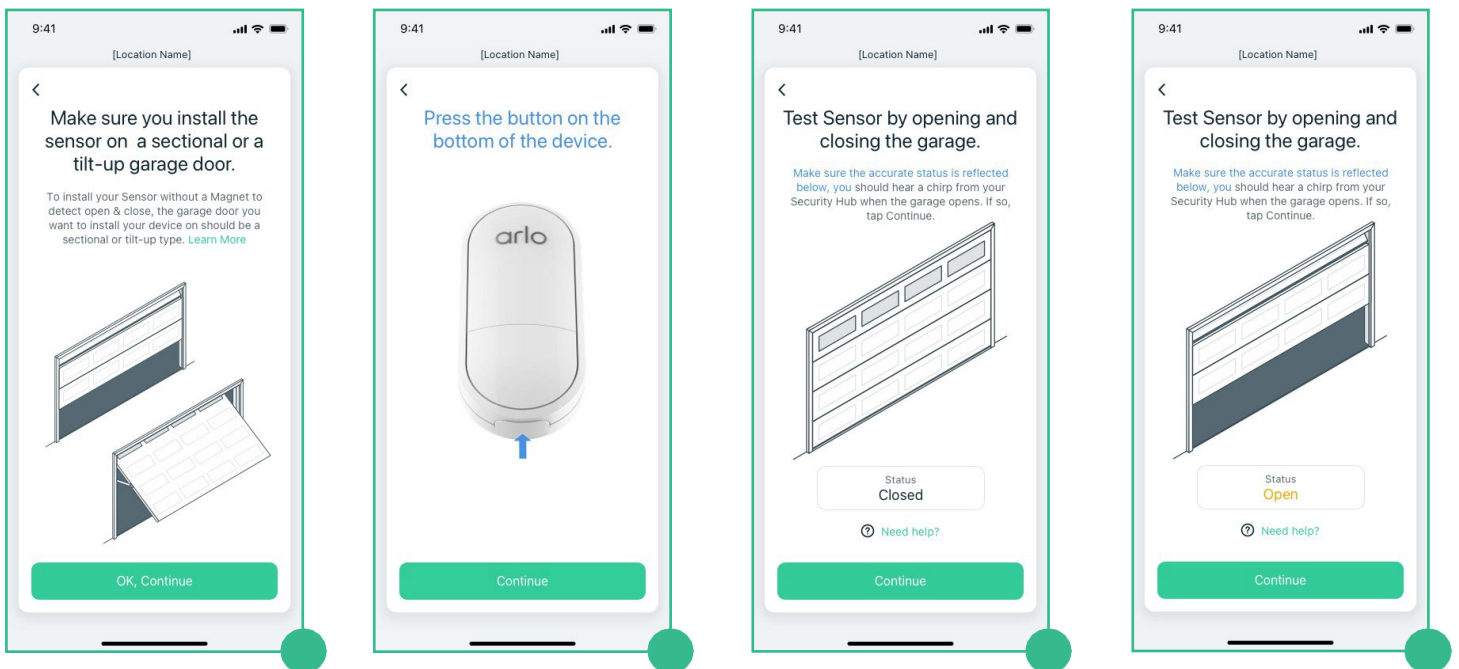 9:41
[Location Name]
Make sure you install the
sensor on a sectional or a
tilt-up garage door.
To install your Sensor without a Magnet to
detect open & close, the garage door you
want to install your device on should be a
sectional or tilt-up type. Learn More
OK, Continue
9:41
[Location Name]
Press the button on the
bottom of the device.
arlo
Continue
9:41
[Location Name]
Test Sensor by opening and
closing the garage.
Make sure the accurate status is reflected
below, you should hear a chirp from your
Security Hub when the garage opens. If so,
tap Continue.
Status
Closed
Need help?
Continue
9:41
[Location Name]
Test Sensor by opening and
closing the garage.
Make sure the accurate status is reflected
below, you should hear a chirp from your
Security Hub when the garage opens. If so,
tap Continue.
Status
Open
Need help?
Continue